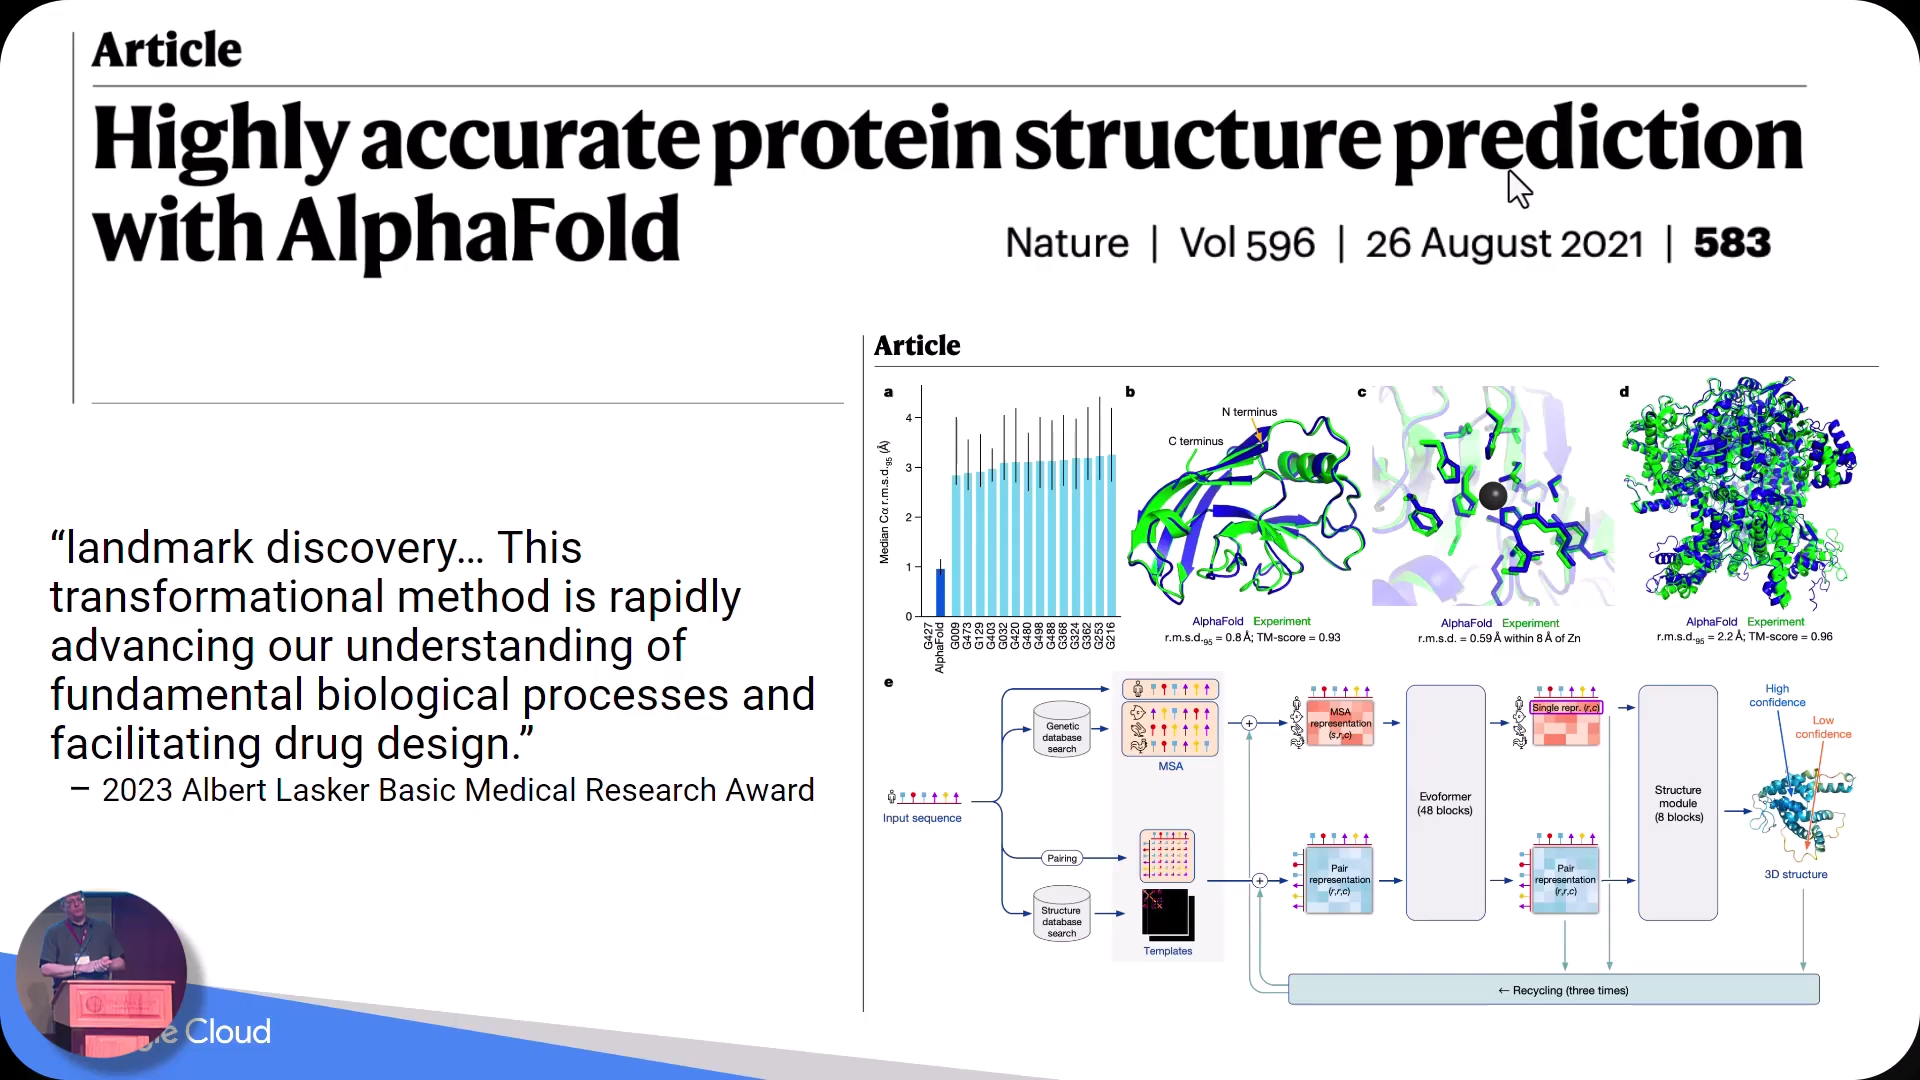 Article
Highly accurate protein structure prediction
with AlphaFold
Nature | Vol 596 | 26 August 2021 | 583
“landmark discovery... This
transformational method is rapidly
advancing our understanding of
fundamental biological processes and
facilitating drug design.”
– 2023 Albert Lasker Basic Medical Research Award
Article
a
Median Cα r.m.s.d.95 (Å)
4
3
2
1
0
G427
AlphaFold
G009
G473
G129
G403
G032
G420
G480
G498
G488
G368
G324
G362
G253
G216
b
N terminus
C terminus
AlphaFold Experiment
r.m.s.d.95 = 0.8 Å; TM-score = 0.93
c
AlphaFold Experiment
r.m.s.d. = 0.59 Å within 8 Å of Zn
d
AlphaFold Experiment
r.m.s.d.95 = 2.2 Å; TM-score = 0.96
e
Input sequence
Genetic
database
search
MSA
Pairing
Structure
database
search
Templates
+
+
MSA
representation
(s,r,c)
Pair
representation
(r,r,c)
Evoformer
(48 blocks)
Single repr. (r,c)
Pair
representation
(r,r,c)
Structure
module
(8 blocks)
High
confidence
Low
confidence
3D structure
← Recycling (three times)
Cloud